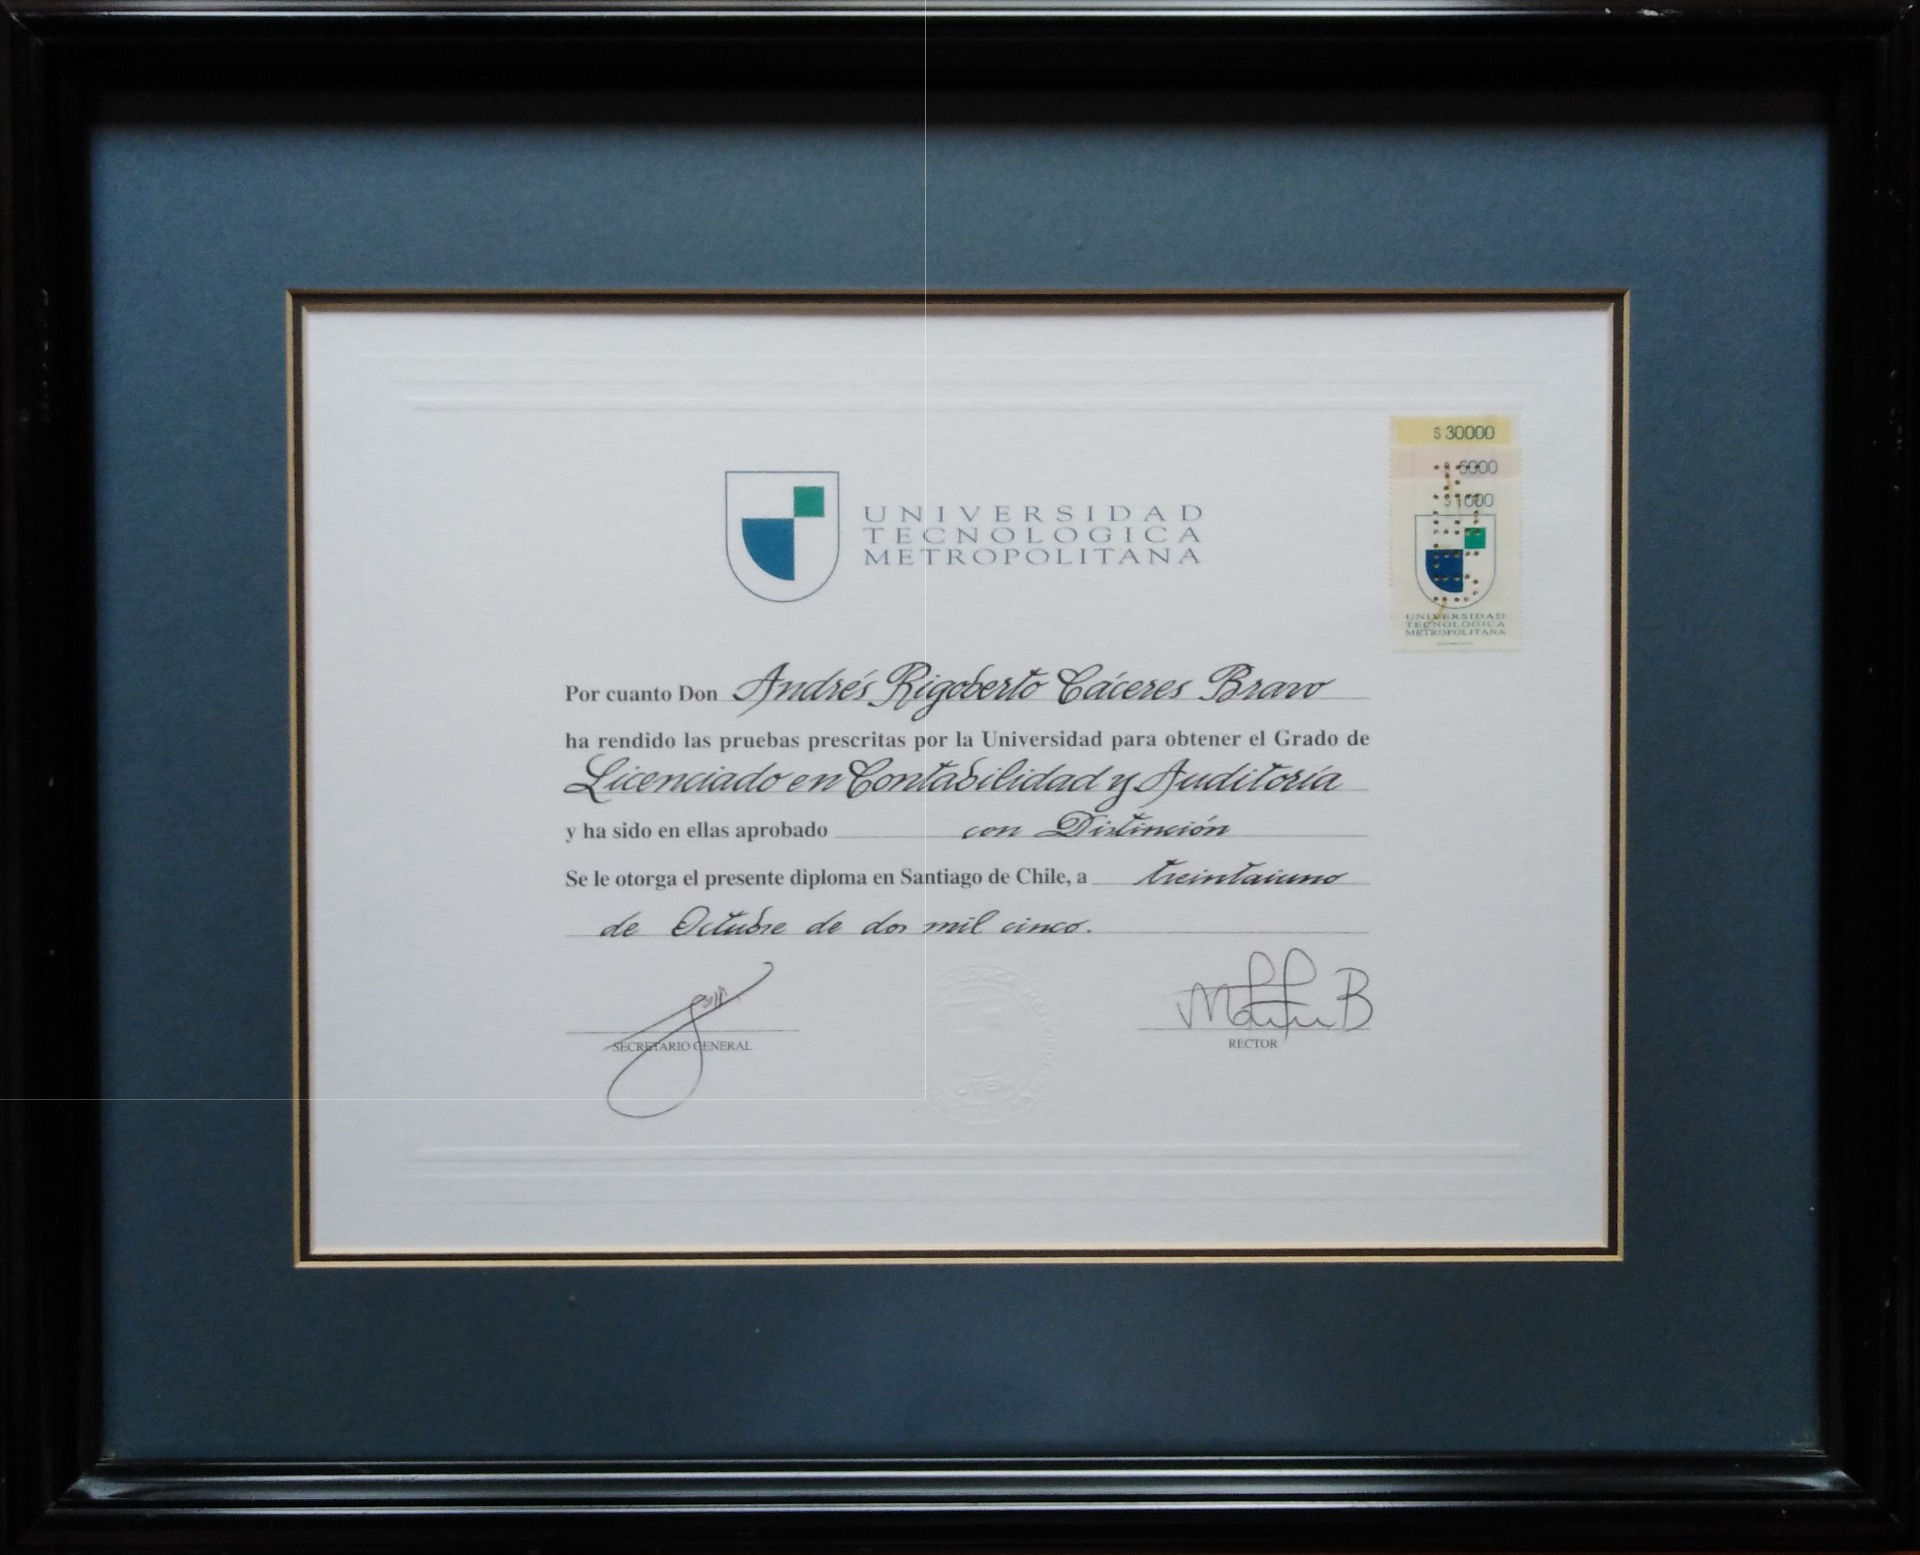 UNIVERSIDAD
TECNOLOGICA
METROPOLITANA
$ 30000
5000
$ 1000
UNIVERSIDAD
TECNOLOGICA
METROPOLITANA
Por cuanto Don Andrés Rigoberto Cáceres Bravo
ha rendido las pruebas prescritas por la Universidad para obtener el Grado de
Licenciado en Contabilidad y Auditoría
y ha sido en ellas aprobado con Distinción
Se le otorga el presente diploma en Santiago de Chile, a treintaiuno
de Octubre de dos mil cinco.
SECRETARIO GENERAL
RECTOR